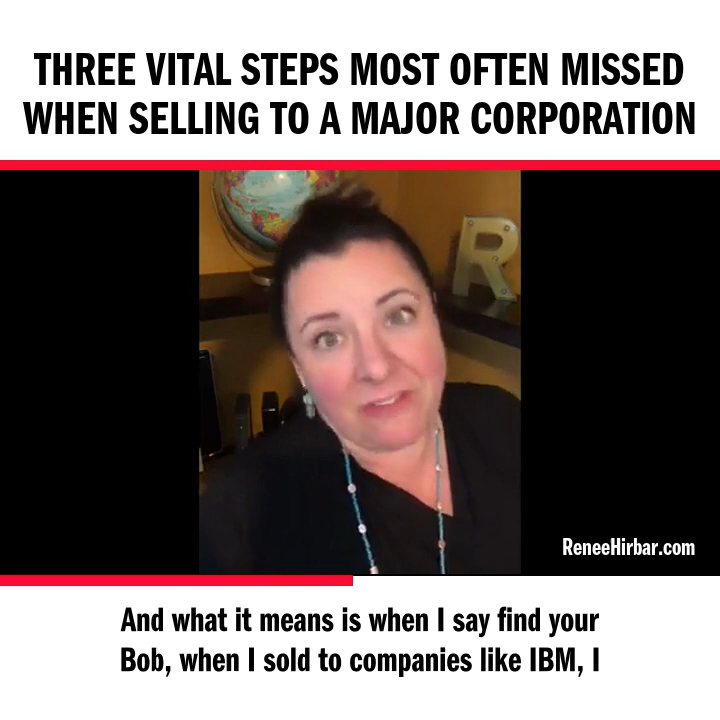 THREE VITAL STEPS MOST OFTEN MISSED
WHEN SELLING TO A MAJOR CORPORATION
R
ReneeHirbar.com
And what it means is when I say find your
Bob, when I sold to companies like IBM, I